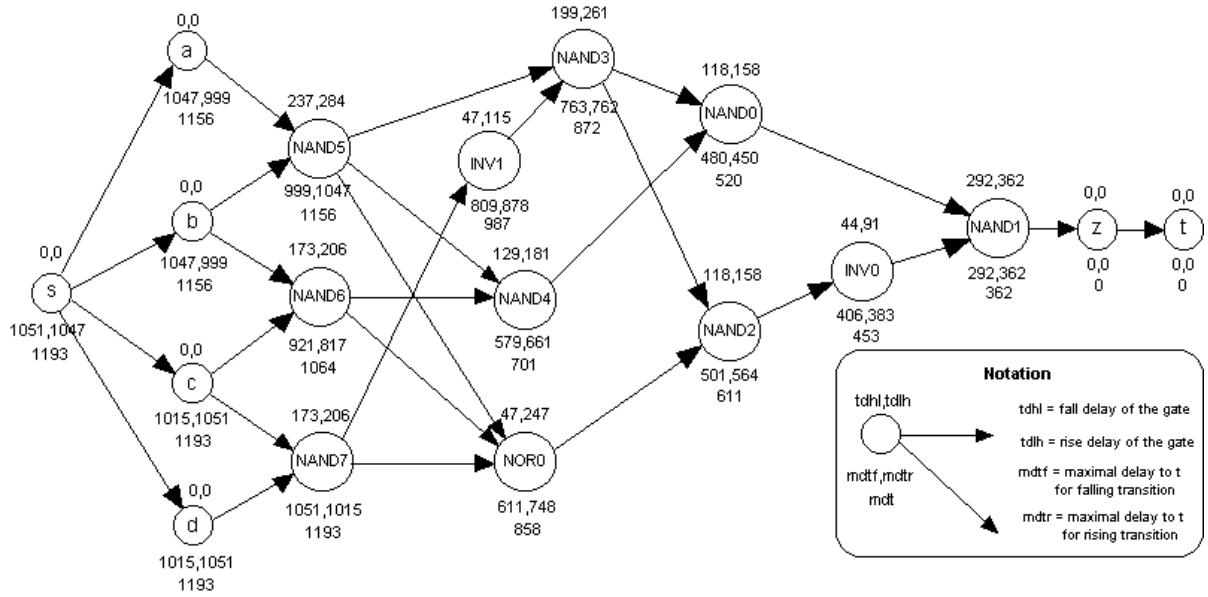 0,0
a
1047,999
1156
0,0
b
1047,999
1156
0,0
s
1051,1047
1193
0,0
c
1015,1051
1193
0,0
d
1015,1051
1193
237,284
NAND5
999,1047
1156
173,206
NAND6
921,817
1064
173,206
NAND7
1051,1015
1193
47,115
INV1
809,878
987
199,261
NAND3
763,762
872
129,181
NAND4
579,661
701
47,247
NOR0
611,748
858
118,158
NAND0
480,450
520
118,158
NAND2
501,564
611
44,91
INV0
406,383
453
292,362
NAND1
292,362
362
0,0
z
0,0
0
0,0
t
0,0
0
Notation
tdhl,tdlh
mdtf,mdtr
mdt
tdhl = fall delay of the gate
tdlh = rise delay of the gate
mdtf = maximal delay to t
for falling transition
mdtr = maximal delay to t
for rising transition